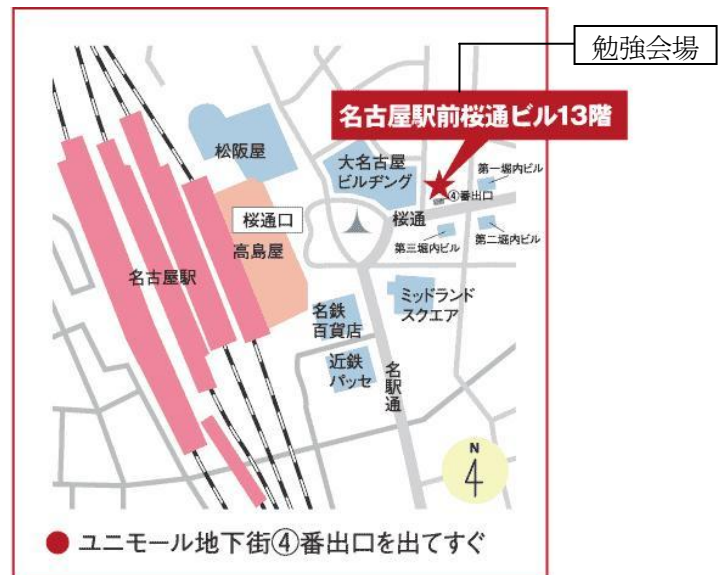 勉強会場
名古屋駅前桜通ビル13階
松阪屋
大名古屋
ビルヂング
第一堀内ビル
④番出口
桜通口
桜通
高島屋
第三堀内ビル
第二堀内ビル
名古屋駅
ミッドランド
スクエア
名鉄
百貨店
近鉄
パッセ
名駅通
N
● ユニモール地下街④番出口を出てすぐ